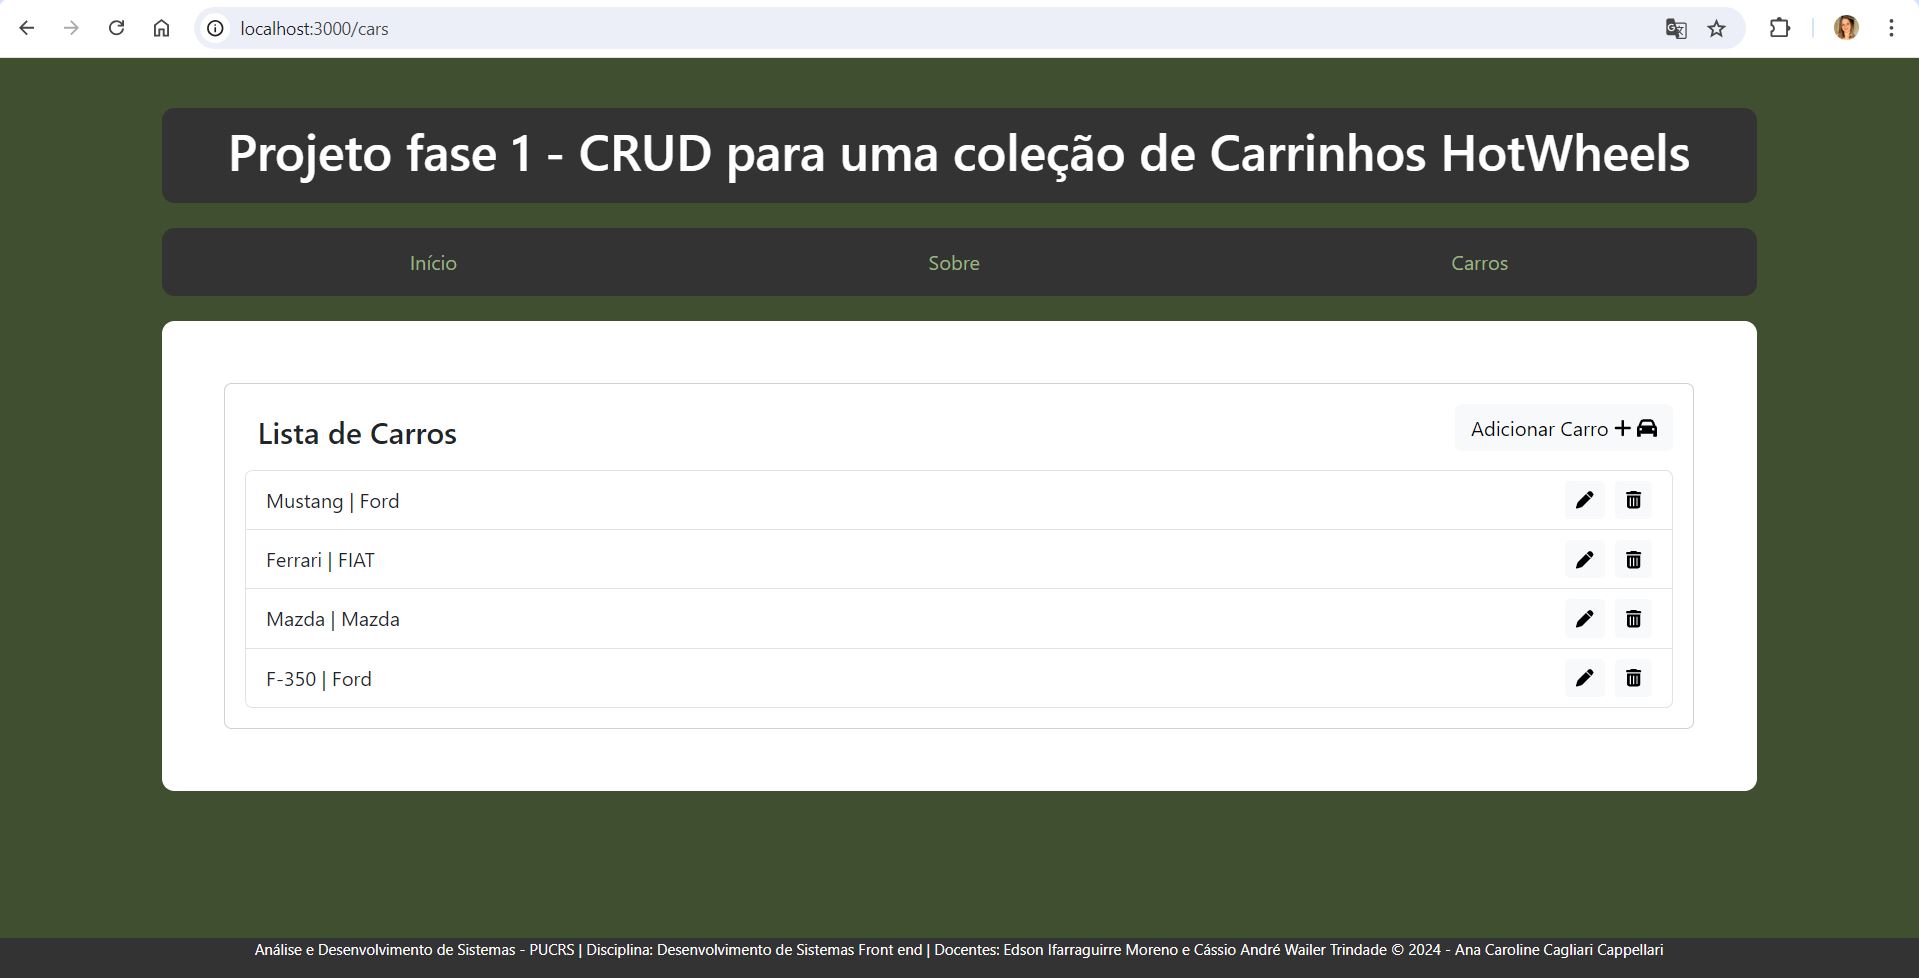 localhost:3000/cars
Projeto fase 1 - CRUD para uma coleção de Carrinhos HotWheels
Início Sobre Carros
Lista de Carros
Adicionar Carro
Mustang | Ford
Ferrari | FIAT
Mazda | Mazda
F-350 | Ford
Análise e Desenvolvimento de Sistemas - PUCRS | Disciplina: Desenvolvimento de Sistemas Front end | Docentes: Edson Ifarraguirre Moreno e Cássio André Wailer Trindade © 2024 - Ana Caroline Cagliari Cappellari